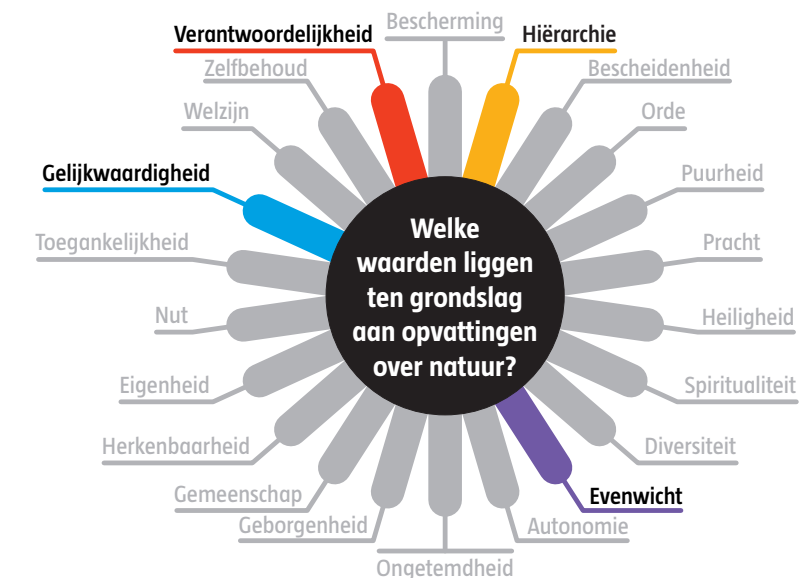 Bescherming
Verantwoordelijkheid
Hiërarchie
Zelfbehoud
Bescheidenheid
Welzijn
Orde
Gelijkwaardigheid
Puurheid
Welke
waarden liggen
ten grondslag
aan opvattingen
over natuur?
Toegankelijkheid
Pracht
Nut
Heiligheid
Eigenheid
Spiritualiteit
Herkenbaarheid
Diversiteit
Gemeenschap
Evenwicht
Geborgenheid
Autonomie
Ongetemdheid